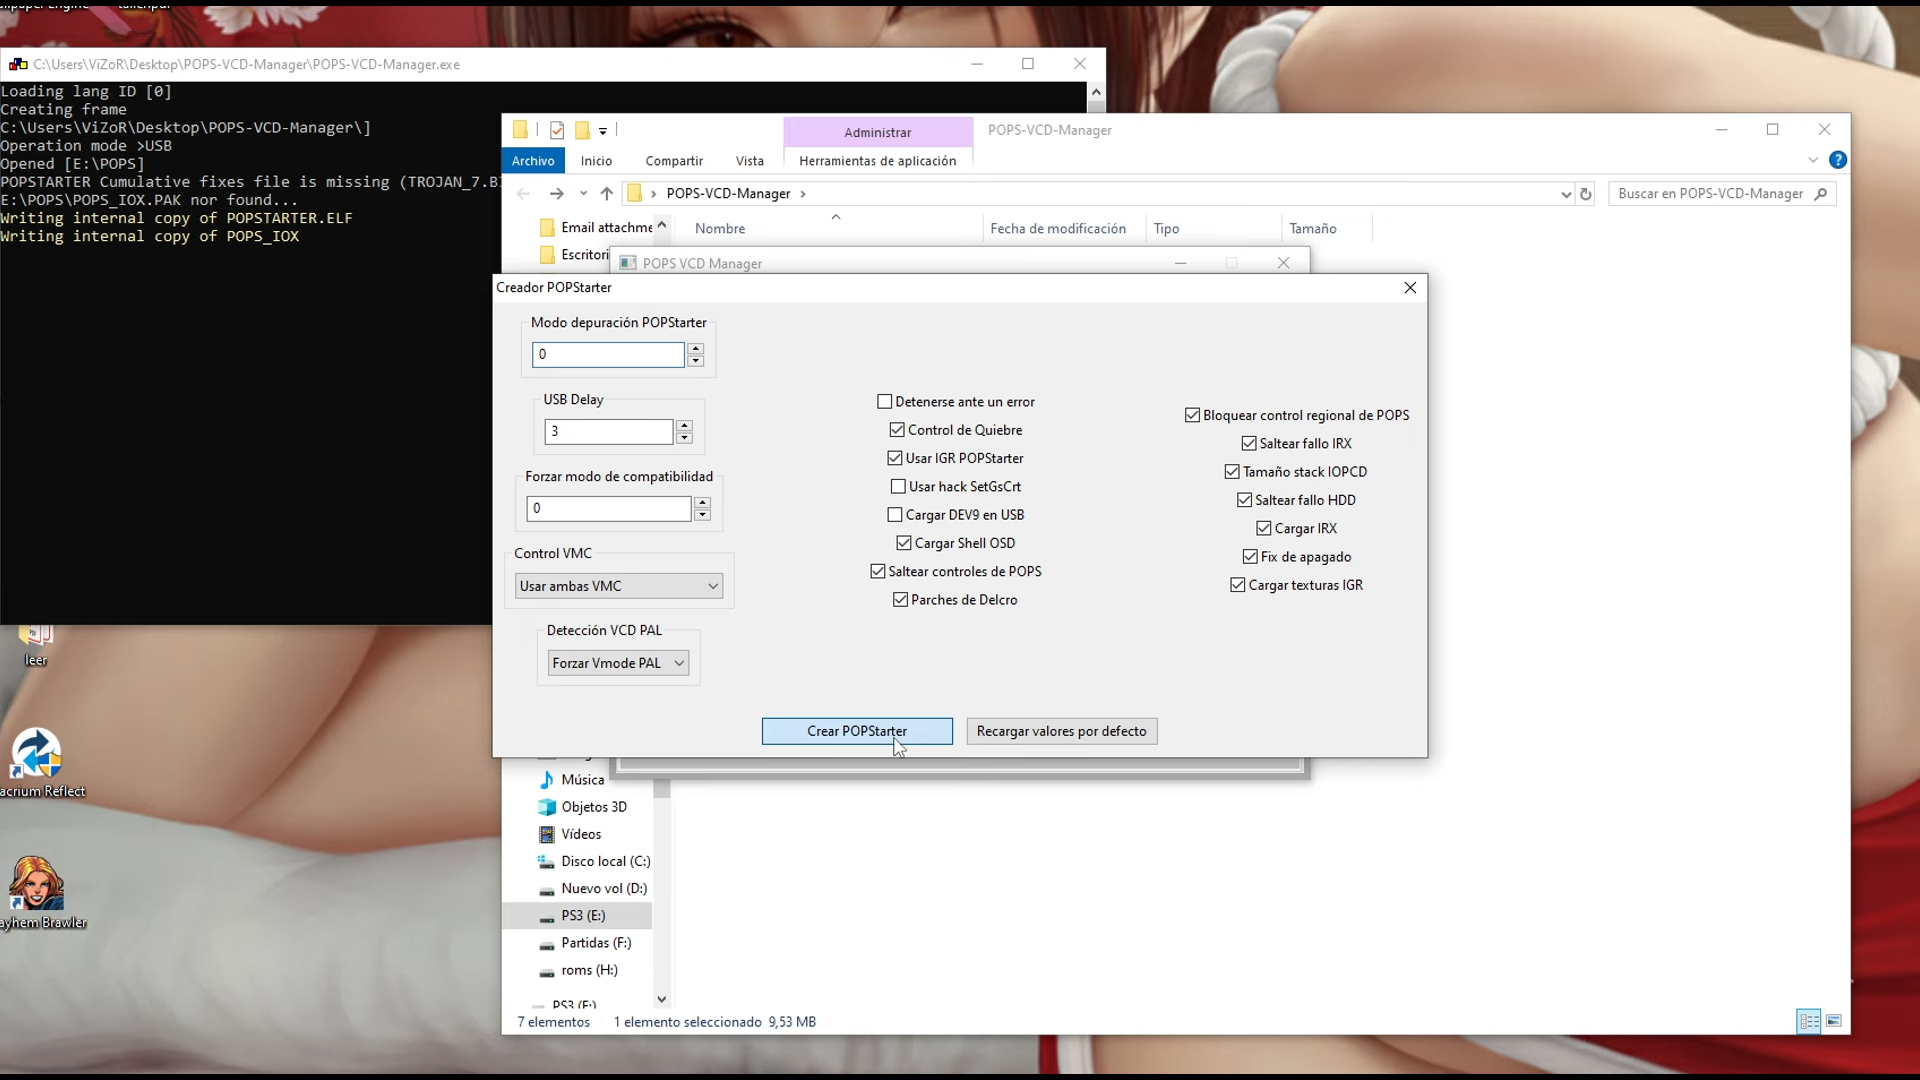 C:\Users\ViZoR\Desktop\POPS-VCD-Manager\POPS-VCD-Manager.exe
Loading lang ID [0]
Creating frame
C:\Users\ViZoR\Desktop\POPS-VCD-Manager\]
Operation mode >USB
Opened [E:\POPS]
POPSTARTER Cumulative fixes file is missing (TROJAN_7.B
E:\POPS\POPS_IOX.PAK nor found...
Writing internal copy of POPSTARTER.ELF
Writing internal copy of POPS_IOX
Administrar
POPS-VCD-Manager
Archivo
Inicio
Compartir
Vista
Herramientas de aplicación
POPS-VCD-Manager
Buscar en POPS-VCD-Manager
Email attachme
Nombre
Fecha de modificación
Tipo
Tamaño
Escritori
POPS VCD Manager
Creador POPStarter
Modo depuración POPStarter
0
USB Delay
3
Forzar modo de compatibilidad
0
Control VMC
Usar ambas VMC
Detección VCD PAL
Forzar Vmode PAL
Detenerse ante un error
Control de Quiebre
Usar IGR POPStarter
Usar hack SetGsCrt
Cargar DEV9 en USB
Cargar Shell OSD
Saltear controles de POPS
Parches de Delcro
Bloquear control regional de POPS
Saltear fallo IRX
Tamaño stack IOPCD
Saltear fallo HDD
Cargar IRX
Fix de apagado
Cargar texturas IGR
Crear POPStarter
Recargar valores por defecto
Música
Objetos 3D
Vídeos
Disco local (C:)
Nuevo vol (D:)
PS3 (E:)
Partidas (F:)
roms (H:)
PS3 (E:)
7 elementos
1 elemento seleccionado 9,53 MB
leer
acrium Reflect
ayhem Brawler